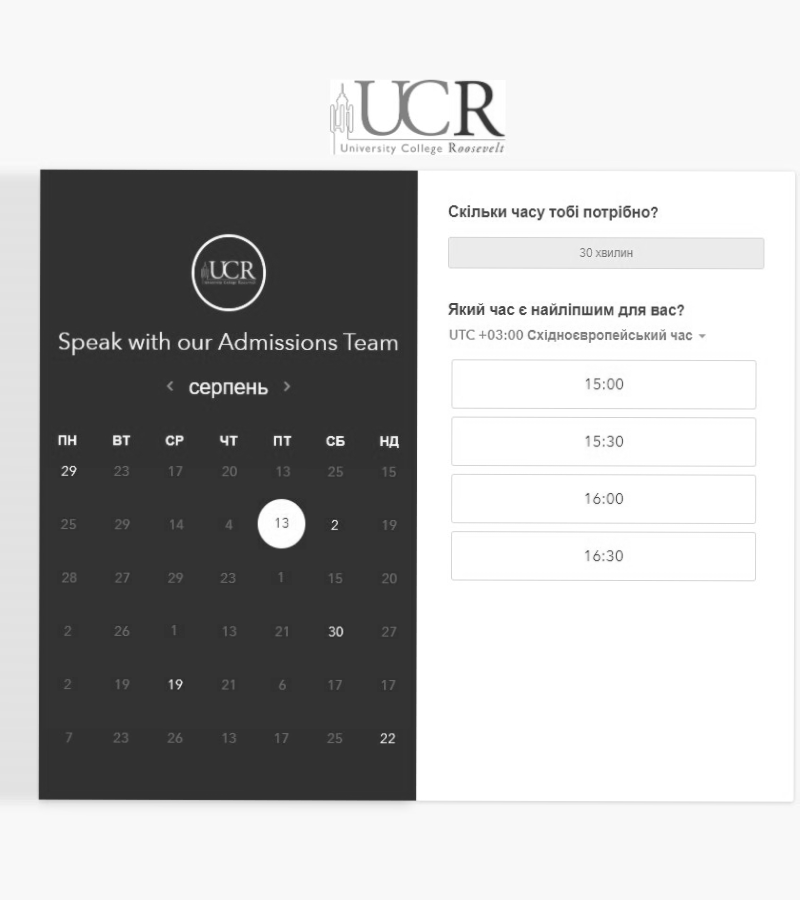 UCR
University College Roosevelt
UCR
University College Roosevelt
Speak with our Admissions Team
серпень
ПН ВТ СР ЧТ ПТ СБ НД
29 23 17 20 13 25 15
25 29 14 4 13 2 19
28 27 29 23 1 15 20
2 26 1 13 21 30 27
2 19 19 21 6 17 17
7 23 26 13 17 25 22
Скільки часу тобі потрібно?
30 хвилин
Який час є найліпшим для вас?
UTC +03:00 Східноєвропейський час
15:00
15:30
16:00
16:30